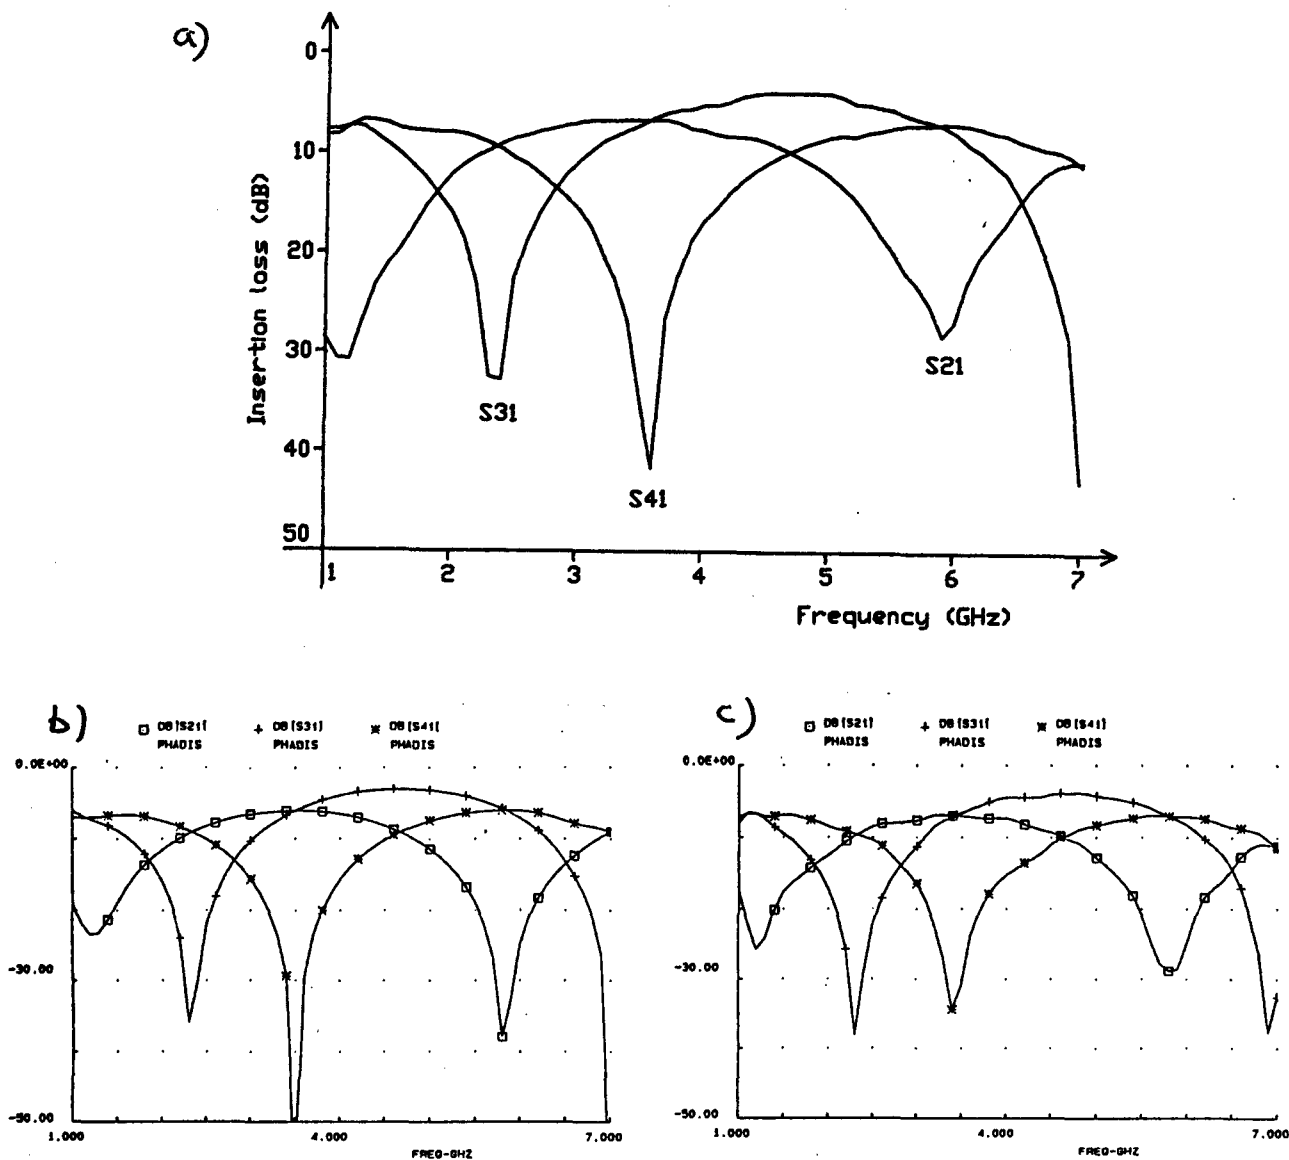 a)
0
10
20
30
40
50
Insertion loss (dB)
S31
S41
S21
1 2 3 4 5 6 7
Frequency (GHz)
b)
DB|S21| DB|S31| DB|S41|
PHADIS PHADIS PHADIS
0.0E+00
-30.00
-50.00
1.000 4.000 7.000
FREQ-GHZ
c)
DB|S21| DB|S31| DB|S41|
PHADIS PHADIS PHADIS
0.0E+00
-30.00
-50.00
1.000 4.000 7.000
FREQ-GHZ